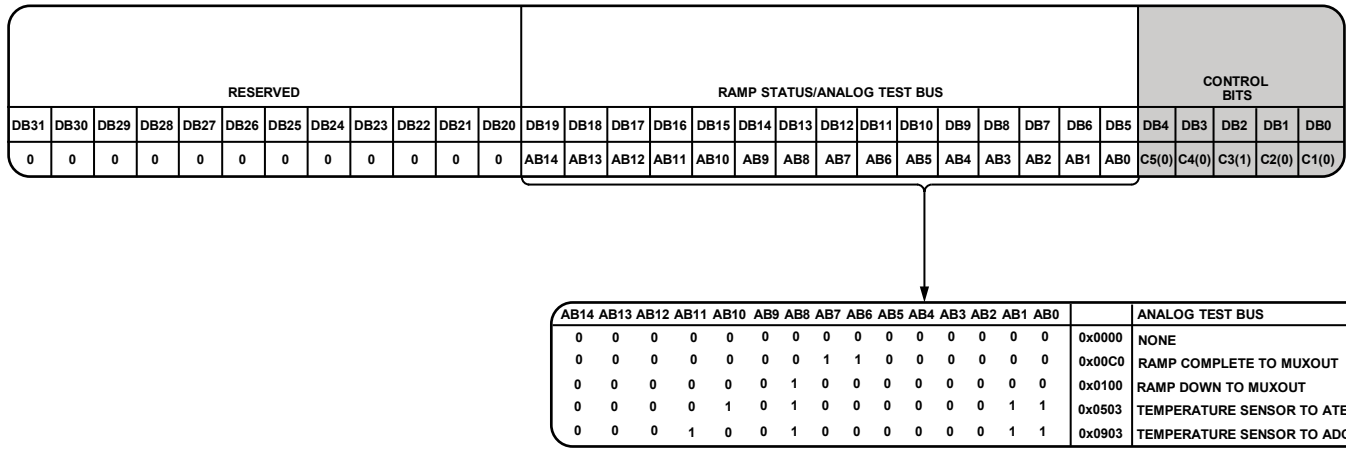 RESERVED RAMP STATUS/ANALOG TEST BUS CONTROL BITS
DB31 DB30 DB29 DB28 DB27 DB26 DB25 DB24 DB23 DB22 DB21 DB20 DB19 DB18 DB17 DB16 DB15 DB14 DB13 DB12 DB11 DB10 DB9 DB8 DB7 DB6 DB5 DB4 DB3 DB2 DB1 DB0
0 0 0 0 0 0 0 0 0 0 0 0 AB14 AB13 AB12 AB11 AB10 AB9 AB8 AB7 AB6 AB5 AB4 AB3 AB2 AB1 AB0 C5(0) C4(0) C3(1) C2(0) C1(0)
AB14 AB13 AB12 AB11 AB10 AB9 AB8 AB7 AB6 AB5 AB4 AB3 AB2 AB1 AB0 ANALOG TEST BUS
0 0 0 0 0 0 0 0 0 0 0 0 0 0 0 0x0000 NONE
0 0 0 0 0 0 0 1 1 0 0 0 0 0 0 0x00C0 RAMP COMPLETE TO MUXOUT
0 0 0 0 0 0 1 0 0 0 0 0 0 0 0 0x0100 RAMP DOWN TO MUXOUT
0 0 0 0 1 0 1 0 0 0 0 0 0 1 1 0x0503 TEMPERATURE SENSOR TO
0 0 0 1 0 0 1 0 0 0 0 0 0 1 1 0x0903 TEMPERATURE SENSOR TO